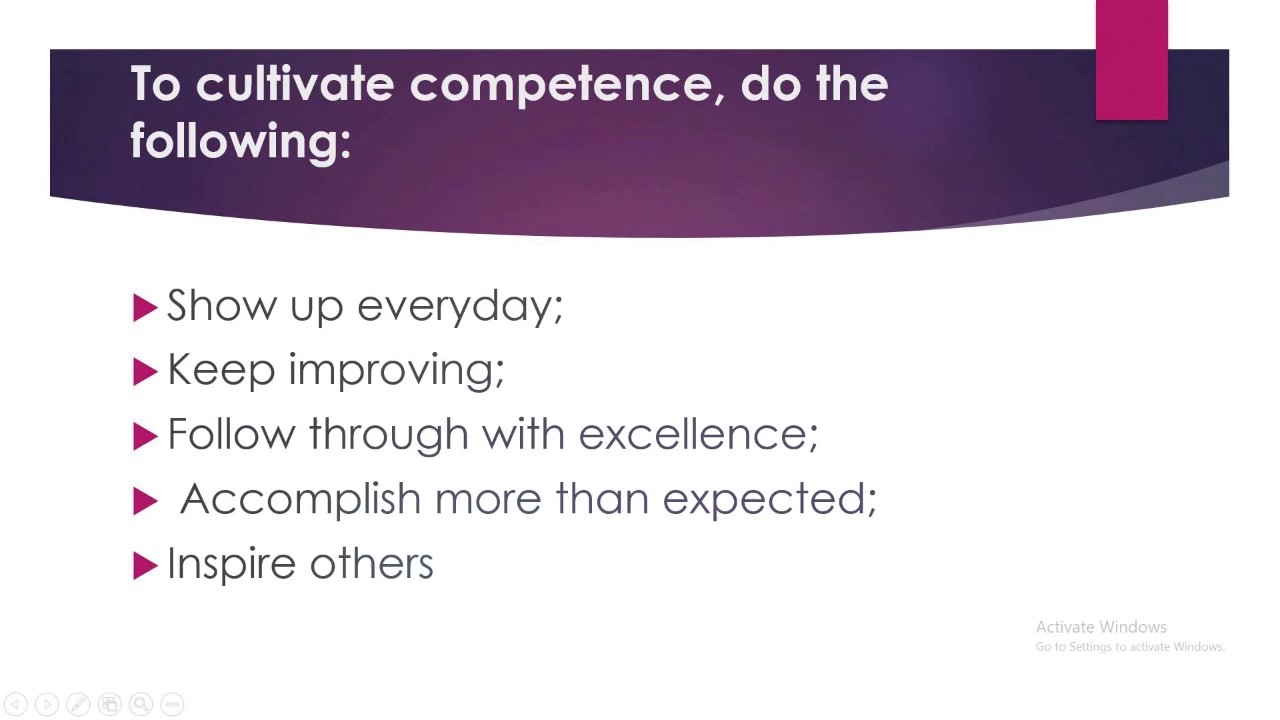 To cultivate competence, do the
following:
Show up everyday;
Keep improving;
Follow through with excellence;
Accomplish more than expected;
Inspire others
Activate Windows
Go to Settings to activate Windows.